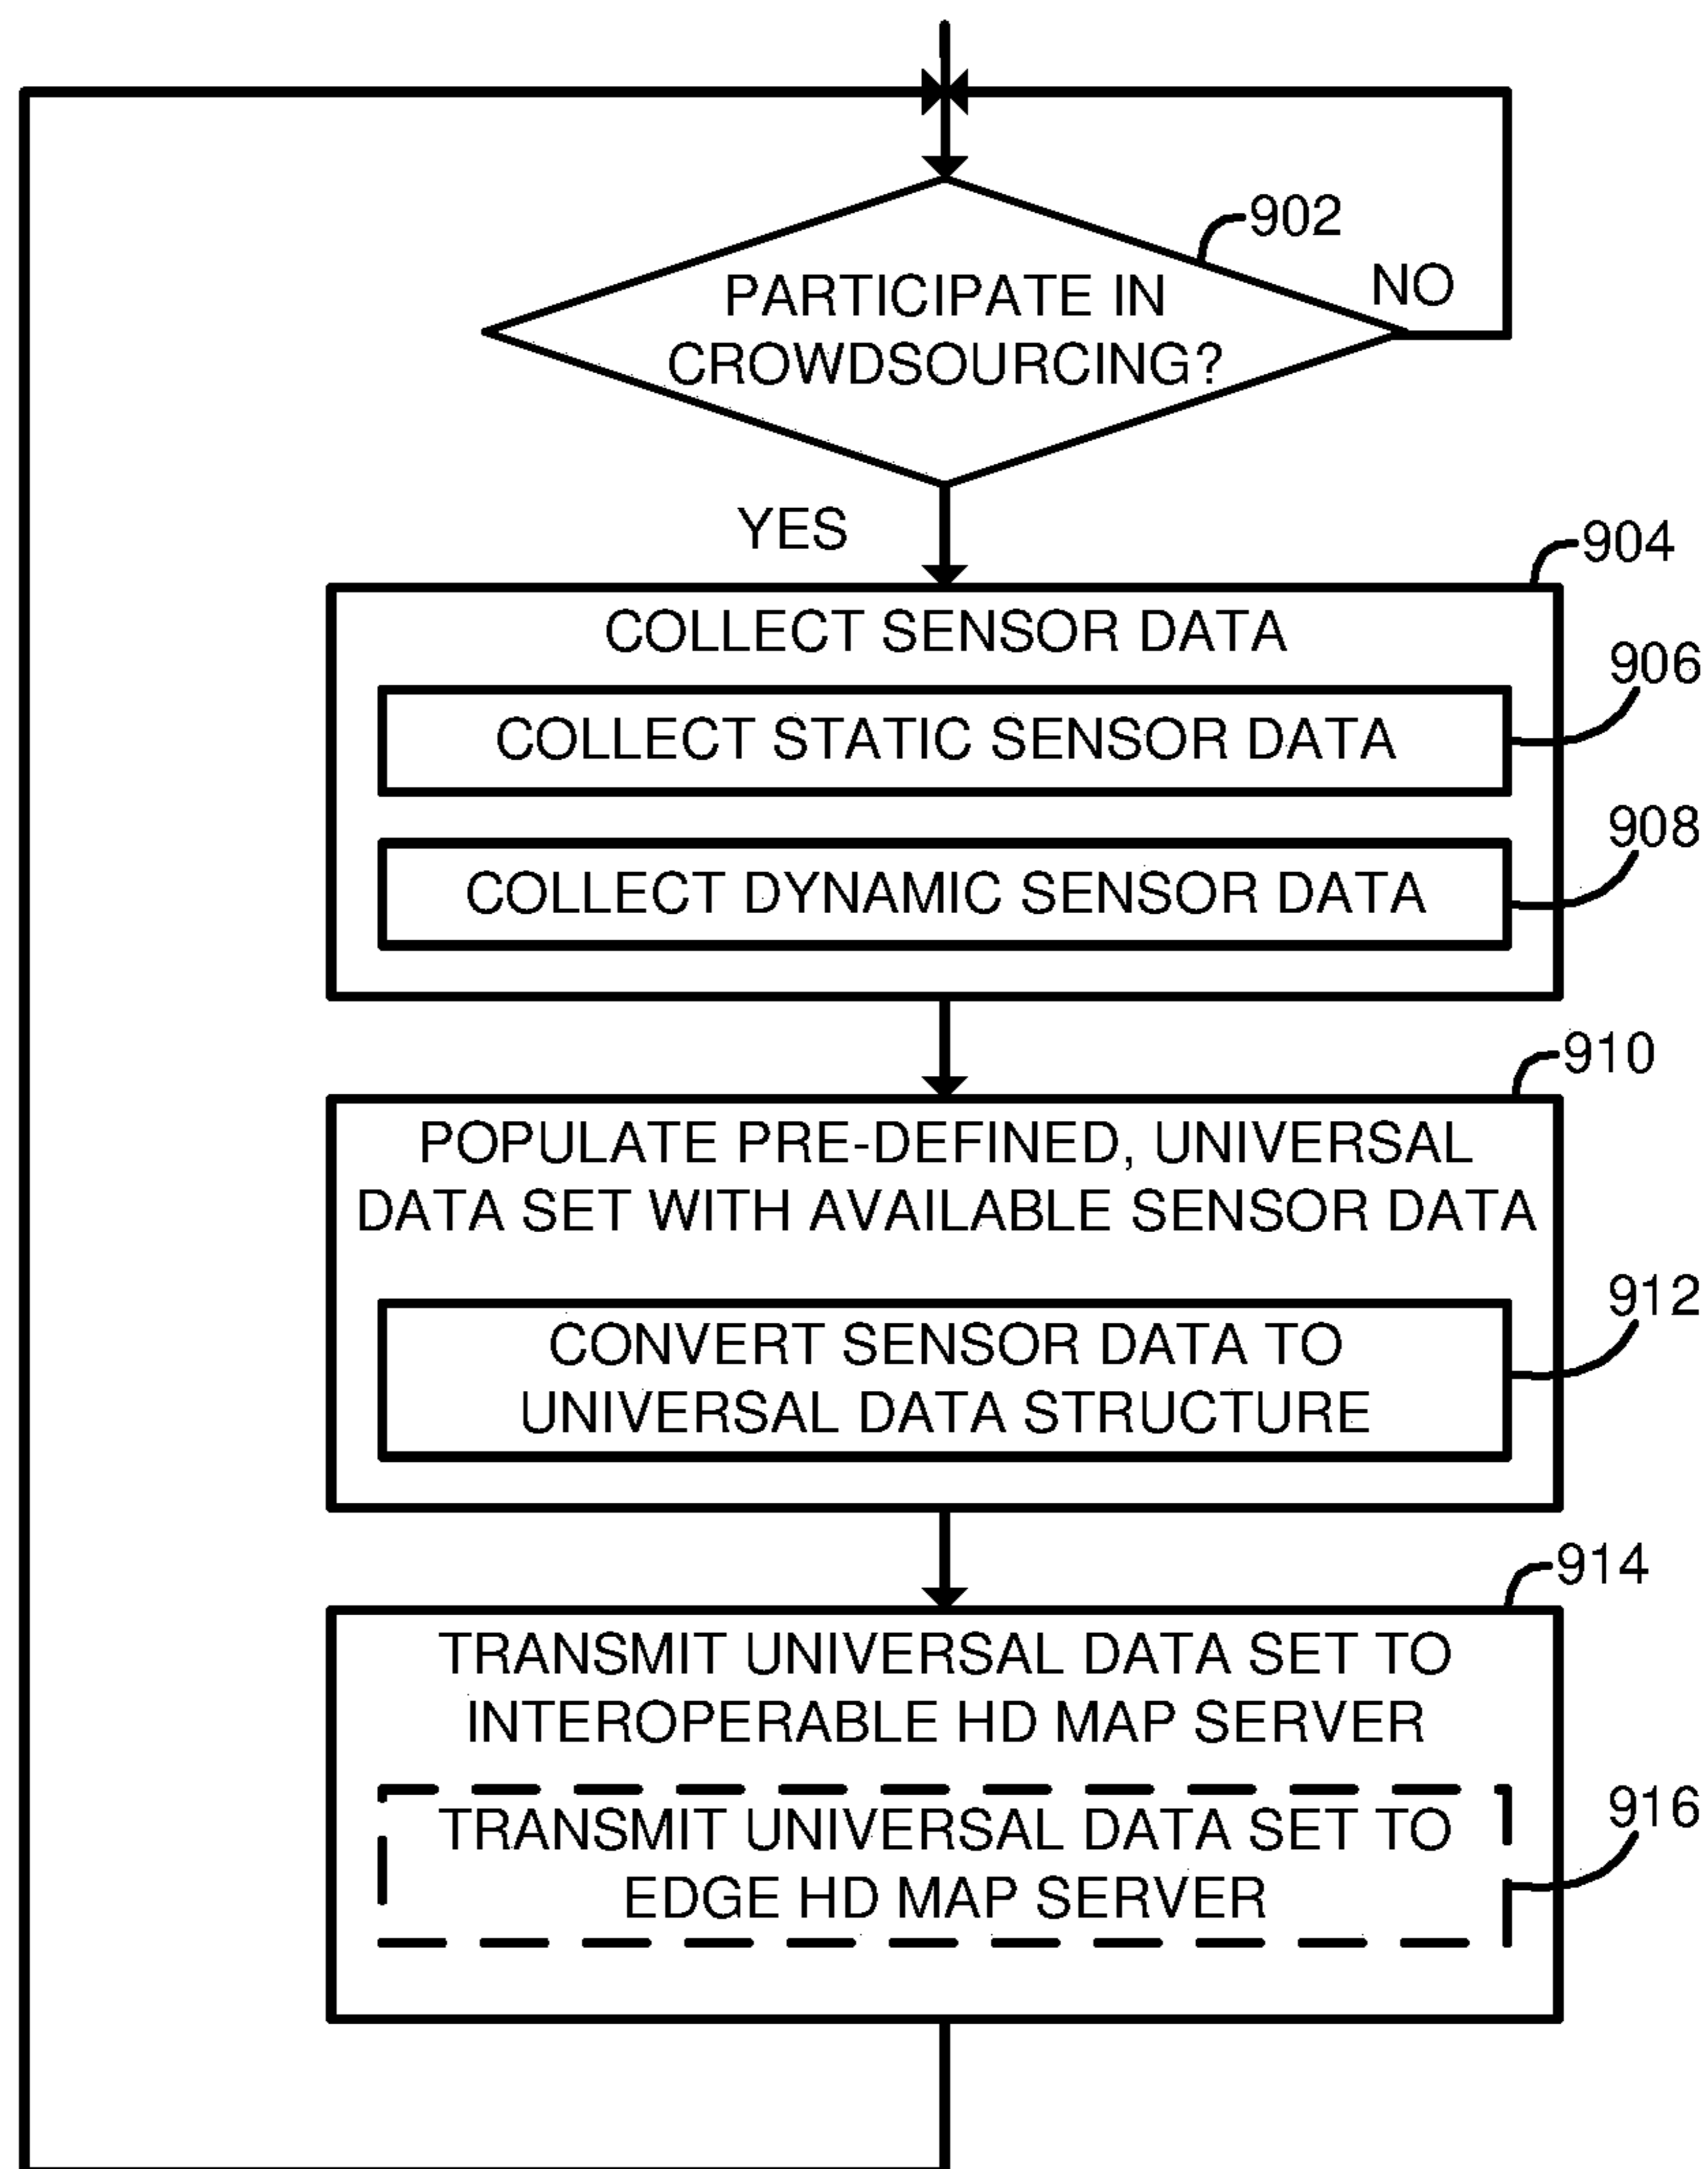 902
PARTICIPATE IN
CROWDSOURCING?
NO
YES
904
COLLECT SENSOR DATA
906
COLLECT STATIC SENSOR DATA
908
COLLECT DYNAMIC SENSOR DATA
910
POPULATE PRE-DEFINED, UNIVERSAL
DATA SET WITH AVAILABLE SENSOR DATA
912
CONVERT SENSOR DATA TO
UNIVERSAL DATA STRUCTURE
914
TRANSMIT UNIVERSAL DATA SET TO
INTEROPERABLE HD MAP SERVER
916
TRANSMIT UNIVERSAL DATA SET TO
EDGE HD MAP SERVER